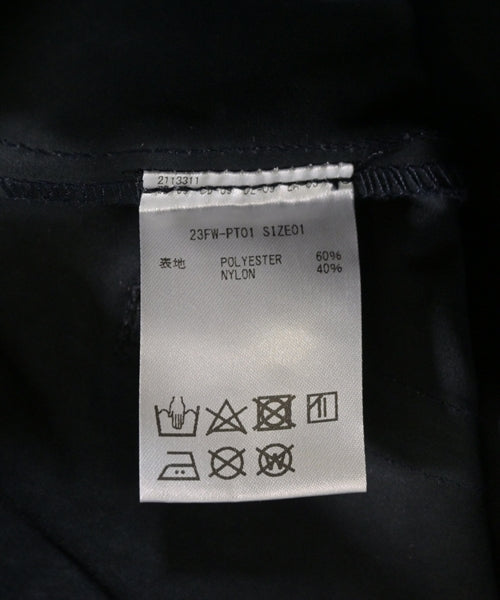 2113311
23FW-PT01 SIZE01
表地 POLYESTER 60%
NYLON 40%
W